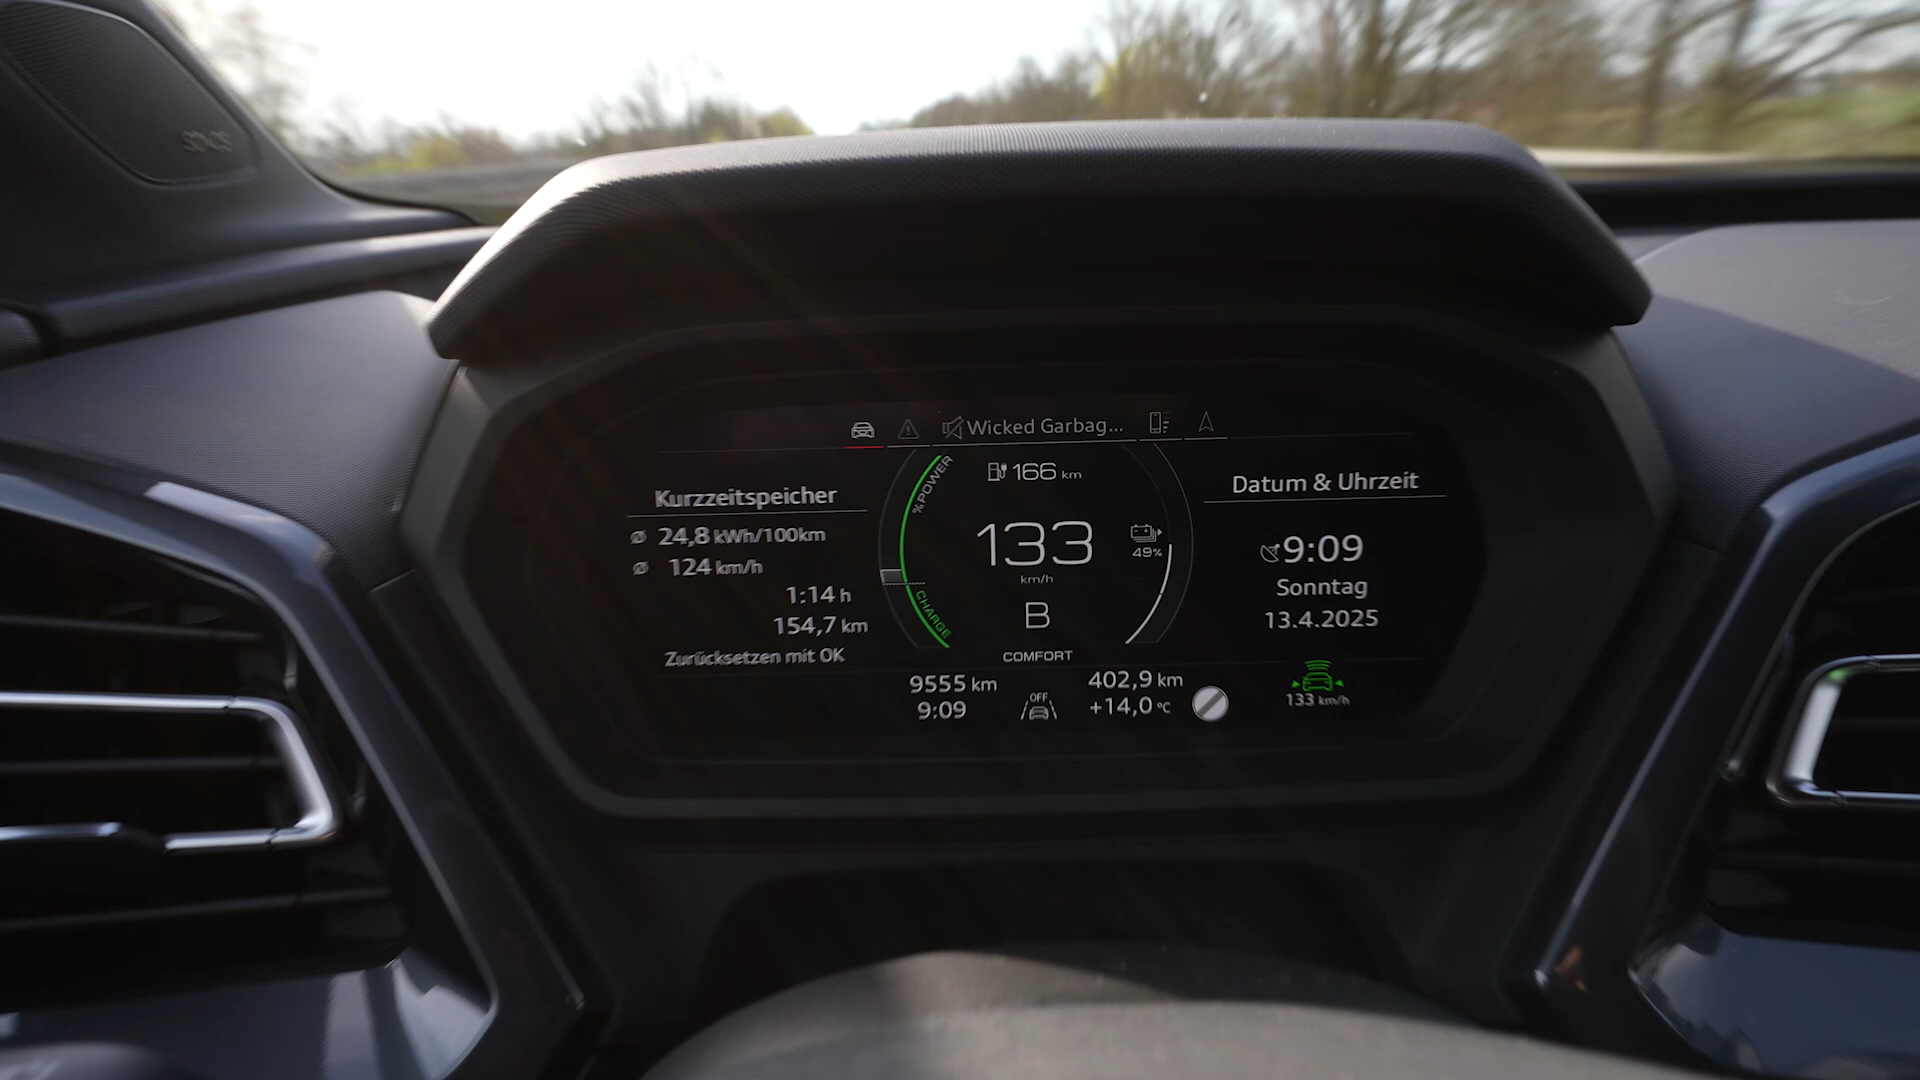 SONOS
Wicked Garbag...
Kurzzeitspeicher
Ø 24,8 kWh/100km
Ø 124 km/h
1:14 h
154,7 km
Zurücksetzen mit OK
% POWER
CHARGE
166 km
133
km/h
B
COMFORT
49%
Datum & Uhrzeit
9:09
Sonntag
13.4.2025
9555 km
9:09
OFF
402,9 km
+14,0 °C
133 km/h